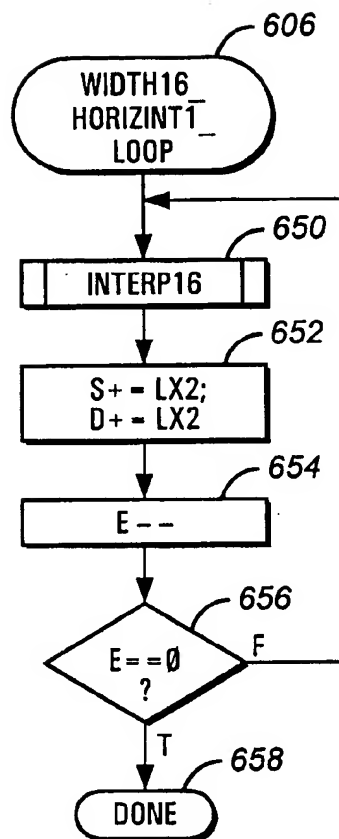 606
WIDTH16_
HORIZINT1_
LOOP
650
INTERP16
652
S+ = LX2;
D+ = LX2
654
E - -
656
E==Ø
?
F
T
658
DONE